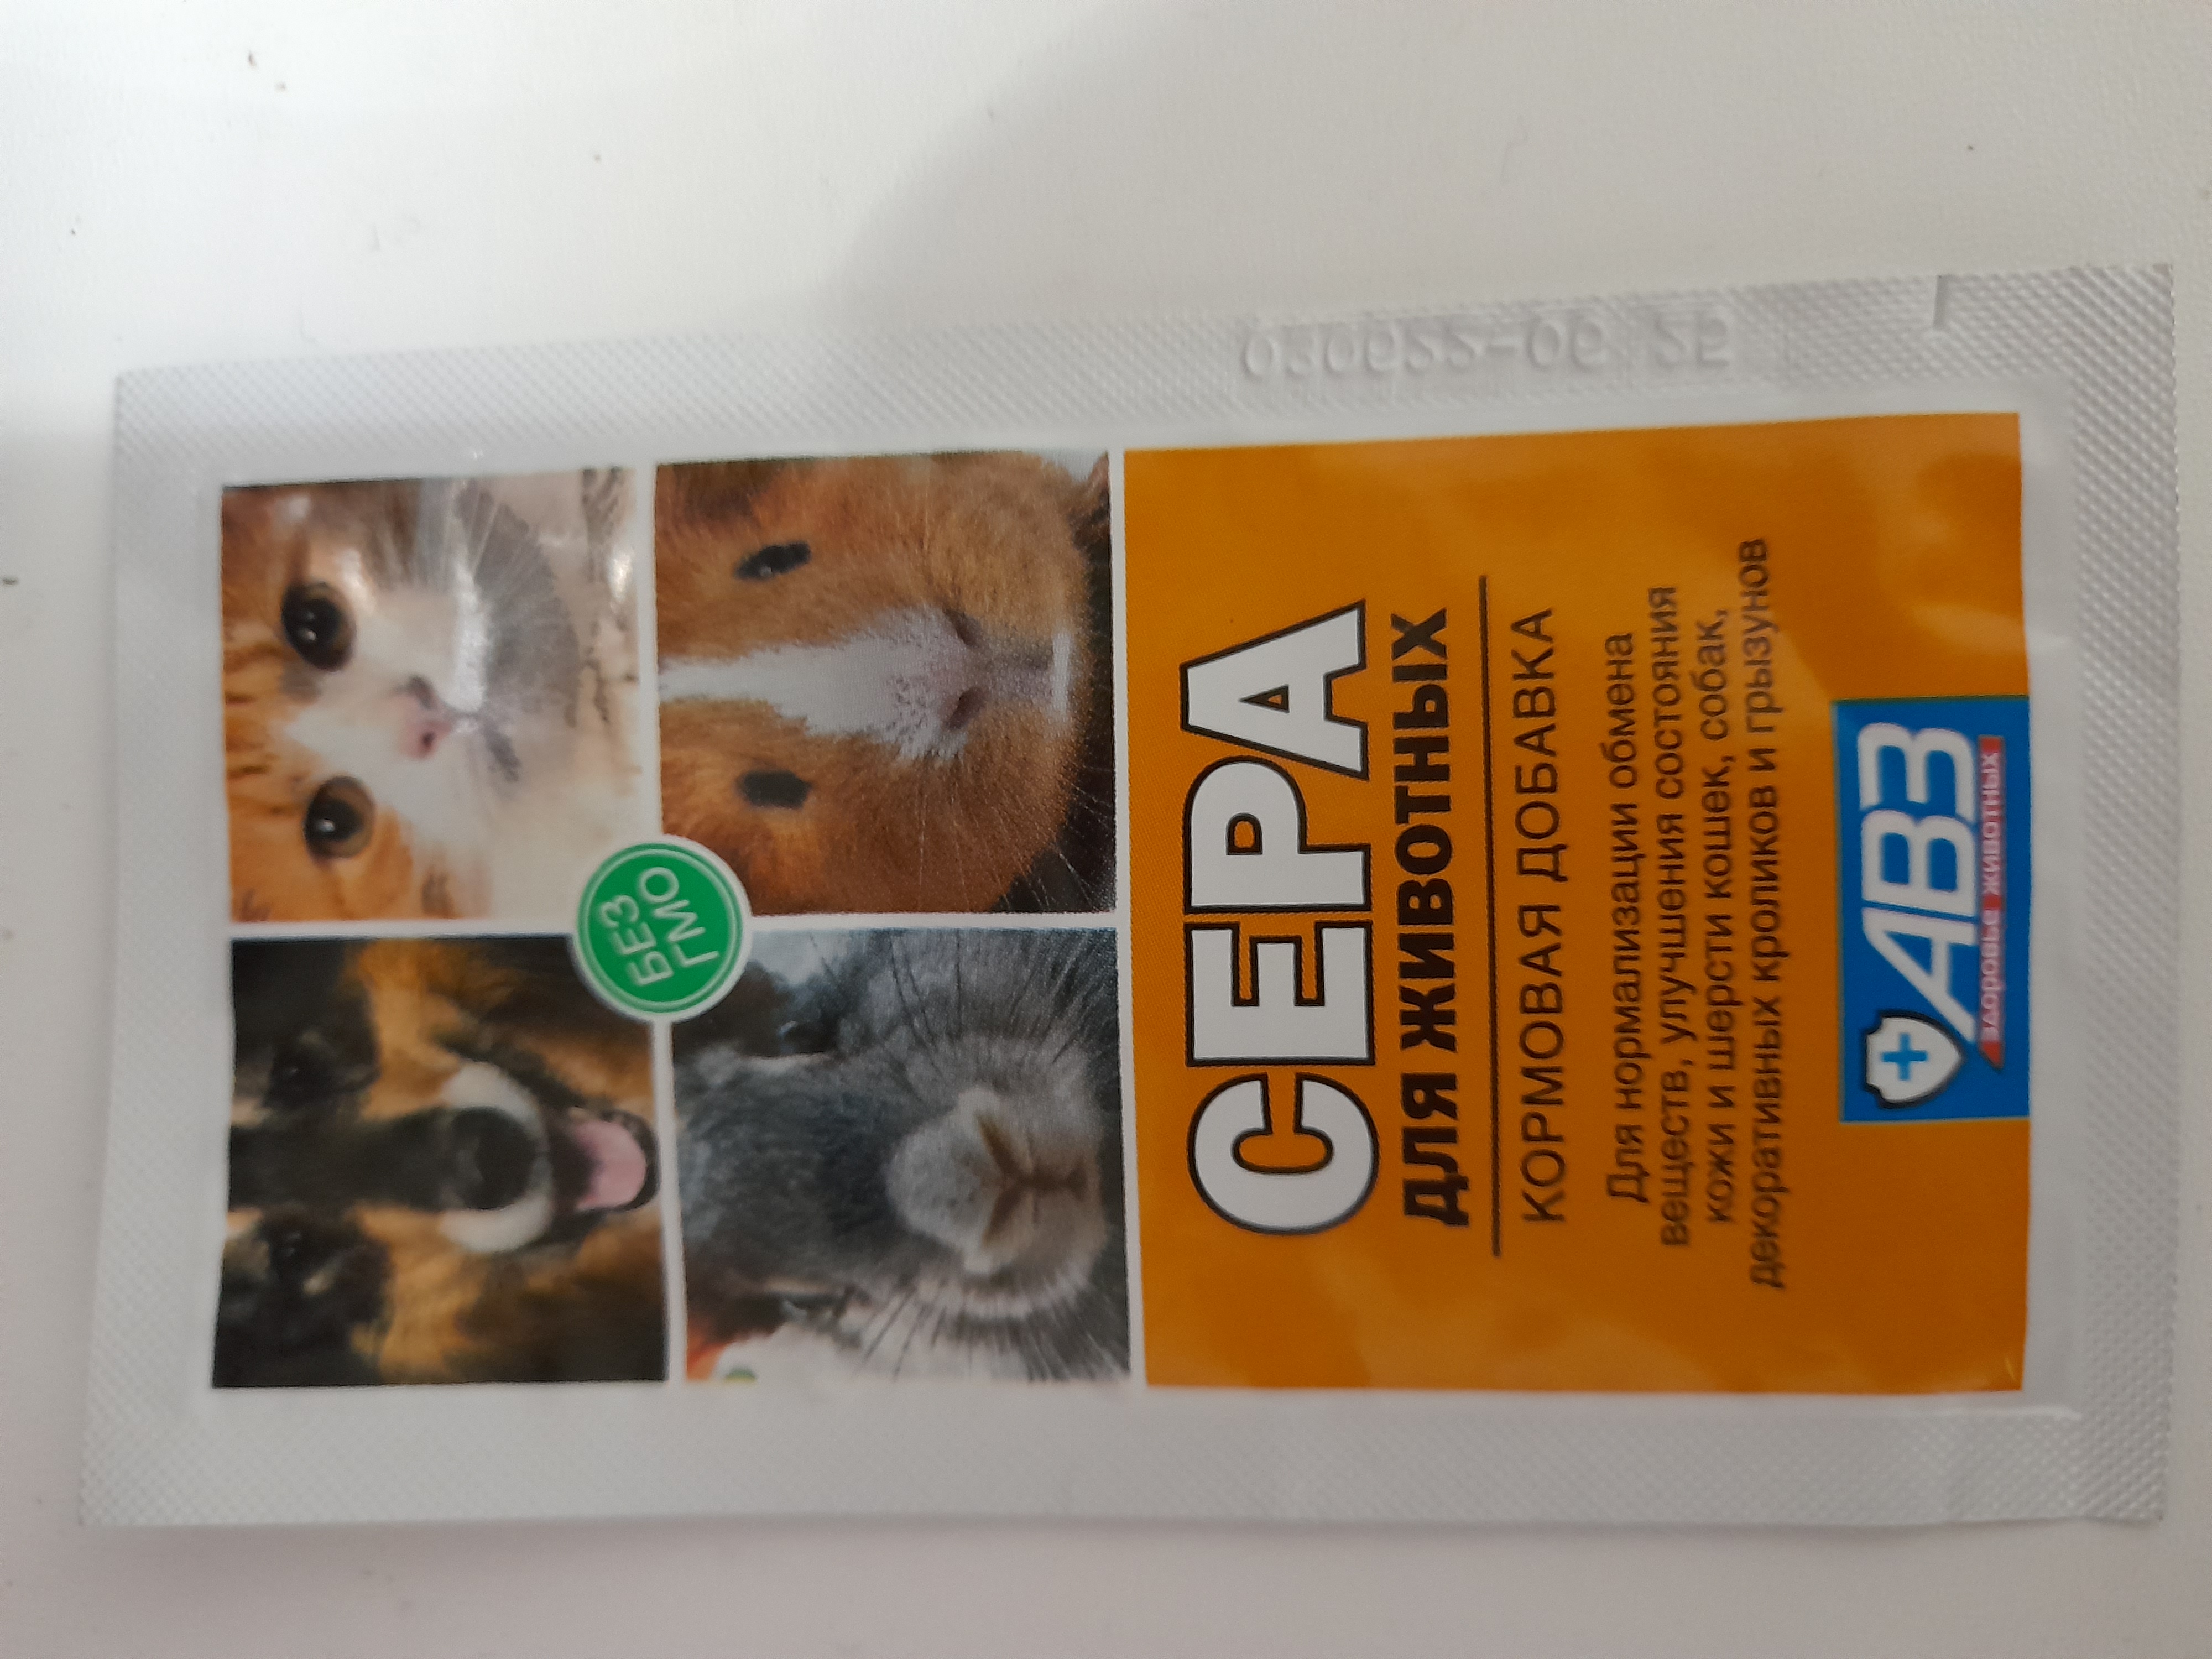 БЕЗ
ГМО
СЕРА
ДЛЯ ЖИВОТНЫХ
КОРМОВАЯ ДОБАВКА
Для нормализации обмена
веществ, улучшения состояния
кожи и шерсти кошек, собак,
декоративных кроликов и грызунов
АВЗ
ЗДОРОВЬЕ ЖИВОТНЫХ